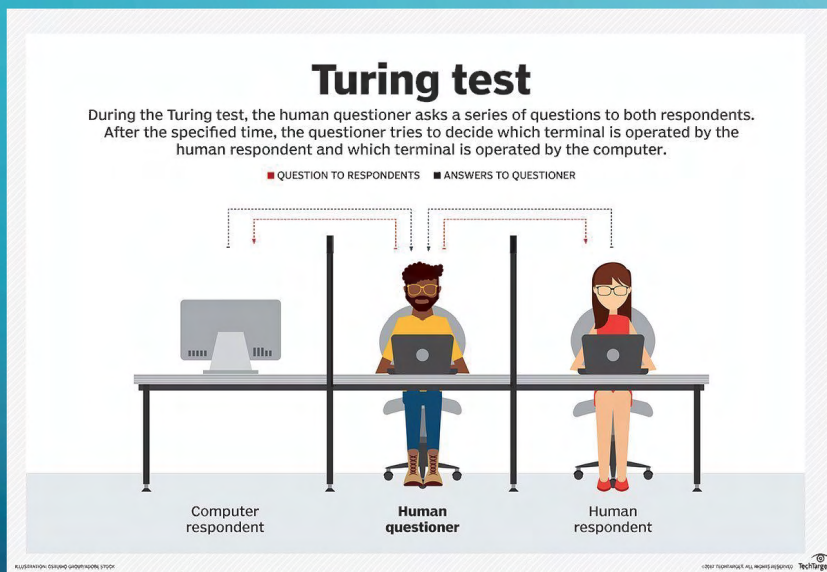 Turing test
During the Turing test, the human questioner asks a series of questions to both respondents.
After the specified time, the questioner tries to decide which terminal is operated by the
human respondent and which terminal is operated by the computer.
QUESTION TO RESPONDENTS ANSWERS TO QUESTIONER
Computer
respondent
Human
questioner
Human
respondent
TechTarget